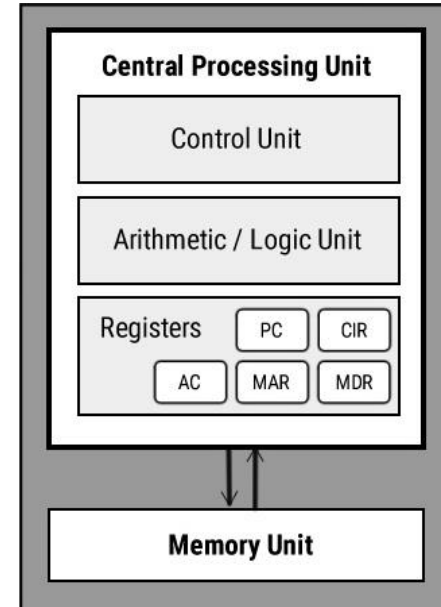 Central Processing Unit
Control Unit
Arithmetic / Logic Unit
Registers PC CIR
AC MAR MDR
Memory Unit